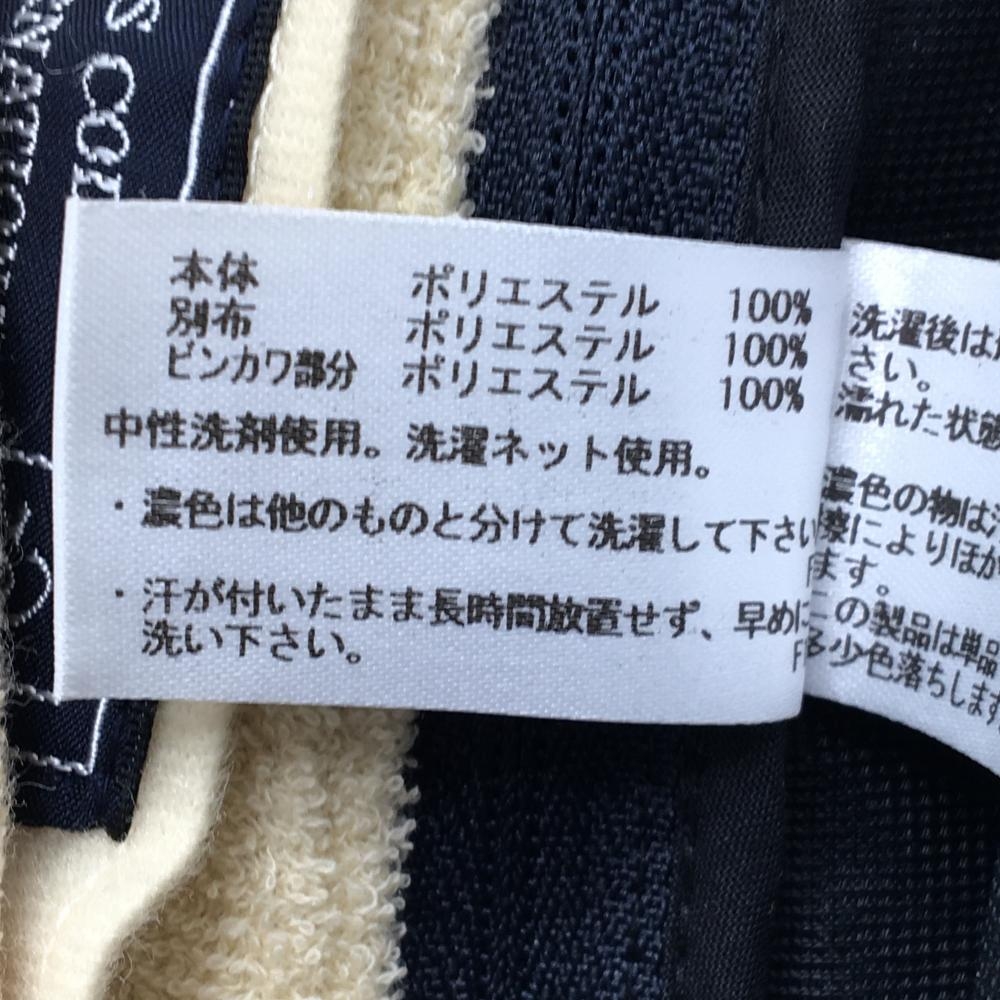 本体 ポリエステル 100%
別布 ポリエステル 100%
ビンカワ部分 ポリエステル 100%
中性洗剤使用。洗濯ネット使用。
・濃色は他のものと分けて洗濯して下さい
・汗が付いたまま長時間放置せず、早めに
洗い下さい。
洗濯後は
さい。
濡れた状態
濃色の物は
によりほか
ます。
の製品は単品
多少色落ちします
S CO